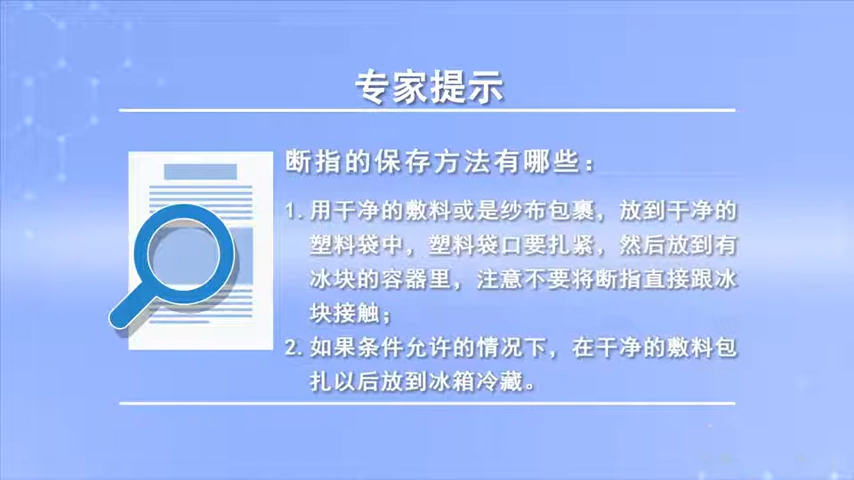 专家提示
断指的保存方法有哪些：
1. 用干净的敷料或是纱布包裹，放到干净的
塑料袋中，塑料袋口要扎紧，然后放到有
冰块的容器里，注意不要将断指直接跟冰
块接触；
2. 如果条件允许的情况下，在干净的敷料包
扎以后放到冰箱冷藏。